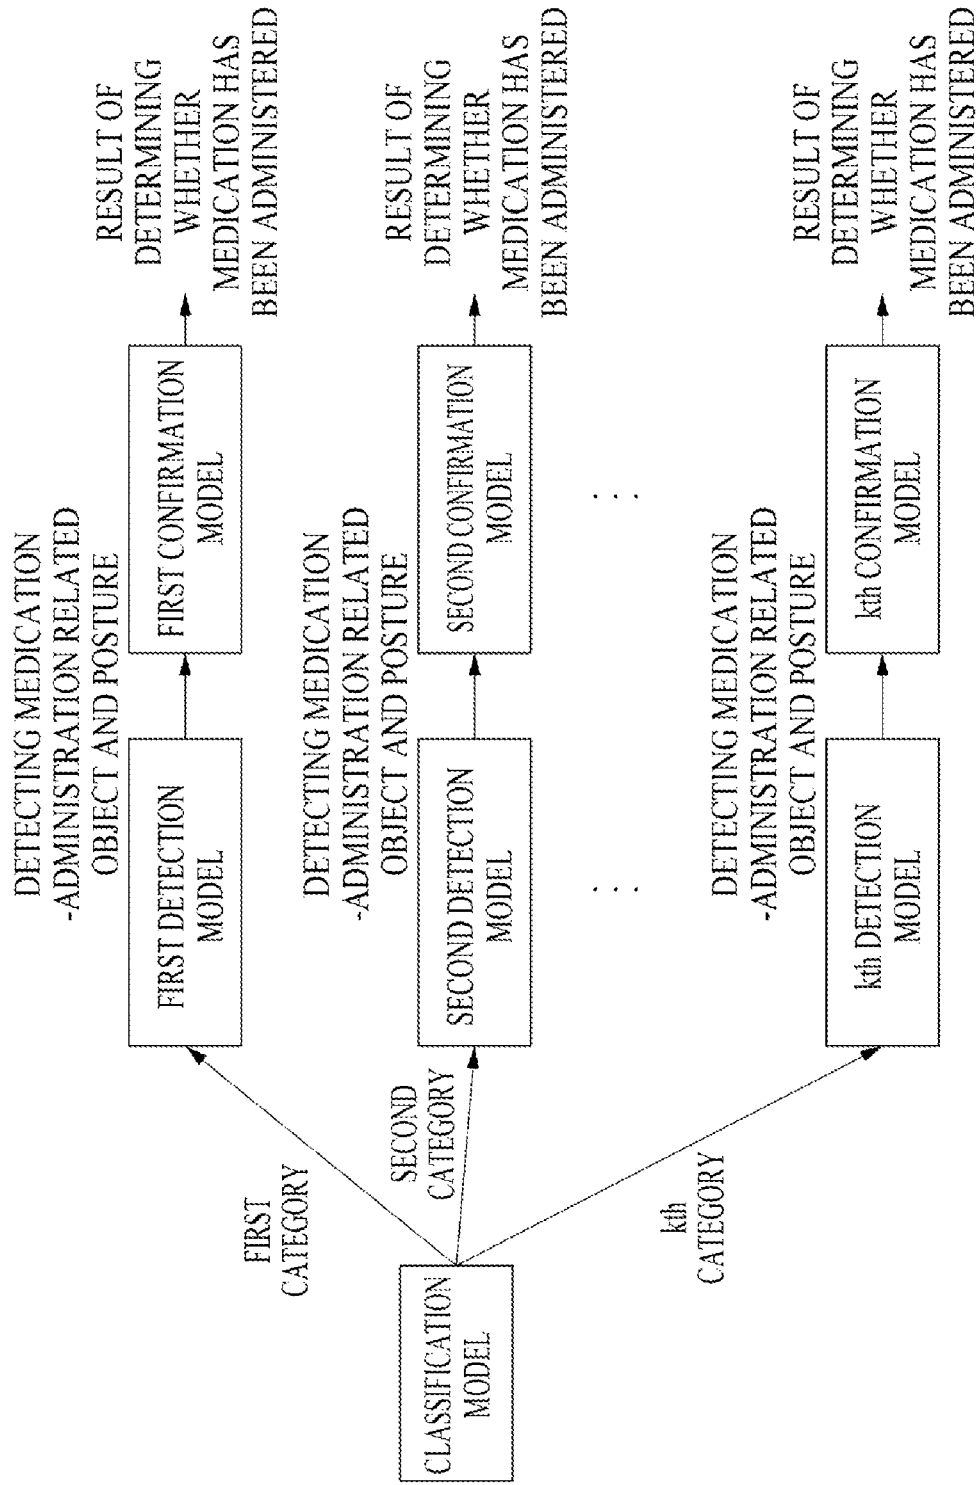 CLASSIFICATION
MODEL
FIRST
CATEGORY
SECOND
CATEGORY
kth
CATEGORY
DETECTING MEDICATION
-ADMINISTRATION RELATED
OBJECT AND POSTURE
FIRST DETECTION
MODEL
FIRST CONFIRMATION
MODEL
RESULT OF
DETERMINING
WHETHER
MEDICATION HAS
BEEN ADMINISTERED
DETECTING MEDICATION
-ADMINISTRATION RELATED
OBJECT AND POSTURE
SECOND DETECTION
MODEL
SECOND CONFIRMATION
MODEL
RESULT OF
DETERMINING
WHETHER
MEDICATION HAS
BEEN ADMINISTERED
. . .
. . .
DETECTING MEDICATION
-ADMINISTRATION RELATED
OBJECT AND POSTURE
kth DETECTION
MODEL
kth CONFIRMATION
MODEL
RESULT OF
DETERMINING
WHETHER
MEDICATION HAS
BEEN ADMINISTERED